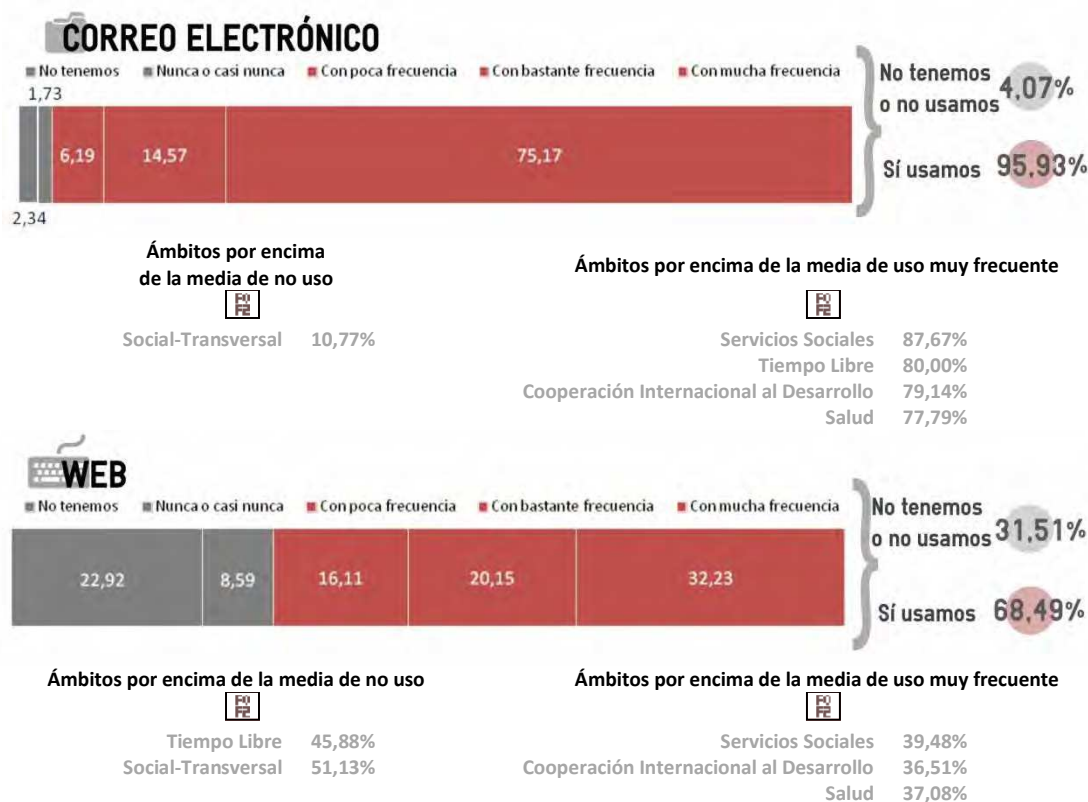 CORREO ELECTRÓNICO
No tenemos Nunca o casi nunca Con poca frecuencia Con bastante frecuencia Con mucha frecuencia
1,73
6,19 14,57 75,17
2,34
No tenemos
o no usamos 4,07%
Sí usamos 95,93%
Ámbitos por encima
de la media de no uso
Social-Transversal 10,77%
Ámbitos por encima de la media de uso muy frecuente
Servicios Sociales 87,67%
Tiempo Libre 80,00%
Cooperación Internacional al Desarrollo 79,14%
Salud 77,79%
WEB
No tenemos Nunca o casi nunca Con poca frecuencia Con bastante frecuencia Con mucha frecuencia
22,92 8,59 16,11 20,15 32,23
No tenemos
o no usamos 31,51%
Sí usamos 68,49%
Ámbitos por encima de la media de no uso
Tiempo Libre 45,88%
Social-Transversal 51,13%
Ámbitos por encima de la media de uso muy frecuente
Servicios Sociales 39,48%
Cooperación Internacional al Desarrollo 36,51%
Salud 37,08%